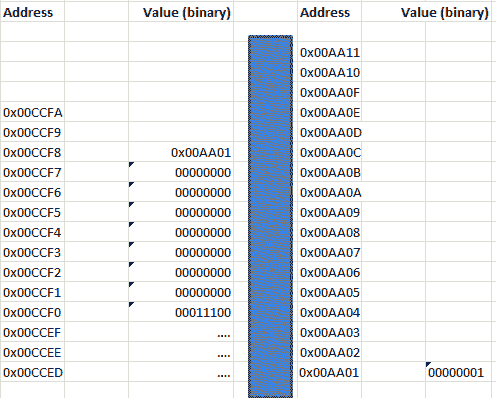 Address Value (binary) Address Value (binary)
0x00AA11
0x00AA10
0x00AA0F
0x00CCFA 0x00AA0E
0x00CCF9 0x00AA0D
0x00CCF8 0x00AA01 0x00AA0C
0x00CCF7 00000000 0x00AA0B
0x00CCF6 00000000 0x00AA0A
0x00CCF5 00000000 0x00AA09
0x00CCF4 00000000 0x00AA08
0x00CCF3 00000000 0x00AA07
0x00CCF2 00000000 0x00AA06
0x00CCF1 00000000 0x00AA05
0x00CCF0 00011100 0x00AA04
0x00CCEF .... 0x00AA03
0x00CCEE .... 0x00AA02
0x00CCED .... 0x00AA01 00000001